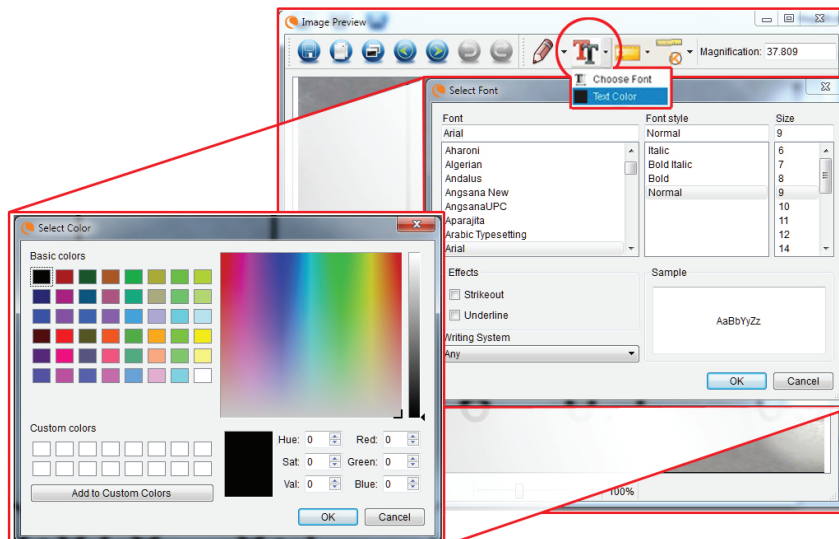 Image Preview
Magnification: 37.809
Choose Font
Text Color
Select Font
Font
Font style
Size
Arial
Normal
9
Aharoni
Algerian
Andalus
Angsana New
AngsanaUPC
Aparajita
Arabic Typesetting
Arial
Italic
Bold Italic
Bold
Normal
6
7
8
9
10
11
12
14
Effects
Strikeout
Underline
Sample
AaBbYyZz
Writing System
Any
OK
Cancel
100%
Select Color
Basic colors
Custom colors
Add to Custom Colors
Hue: 0
Red: 0
Sat: 0
Green: 0
Val: 0
Blue: 0
OK
Cancel